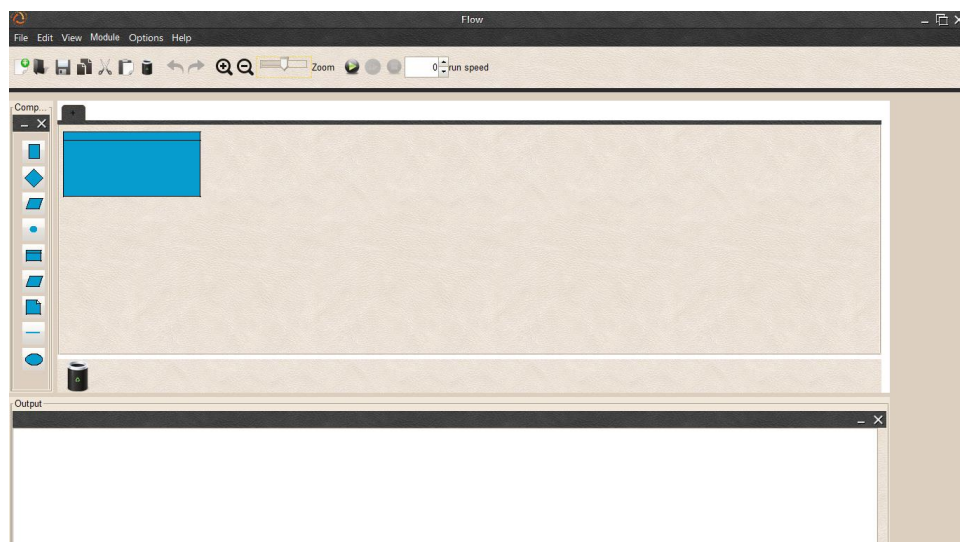 Flow
File Edit View Module Options Help
Zoom 0 run speed
Comp...
+
Output